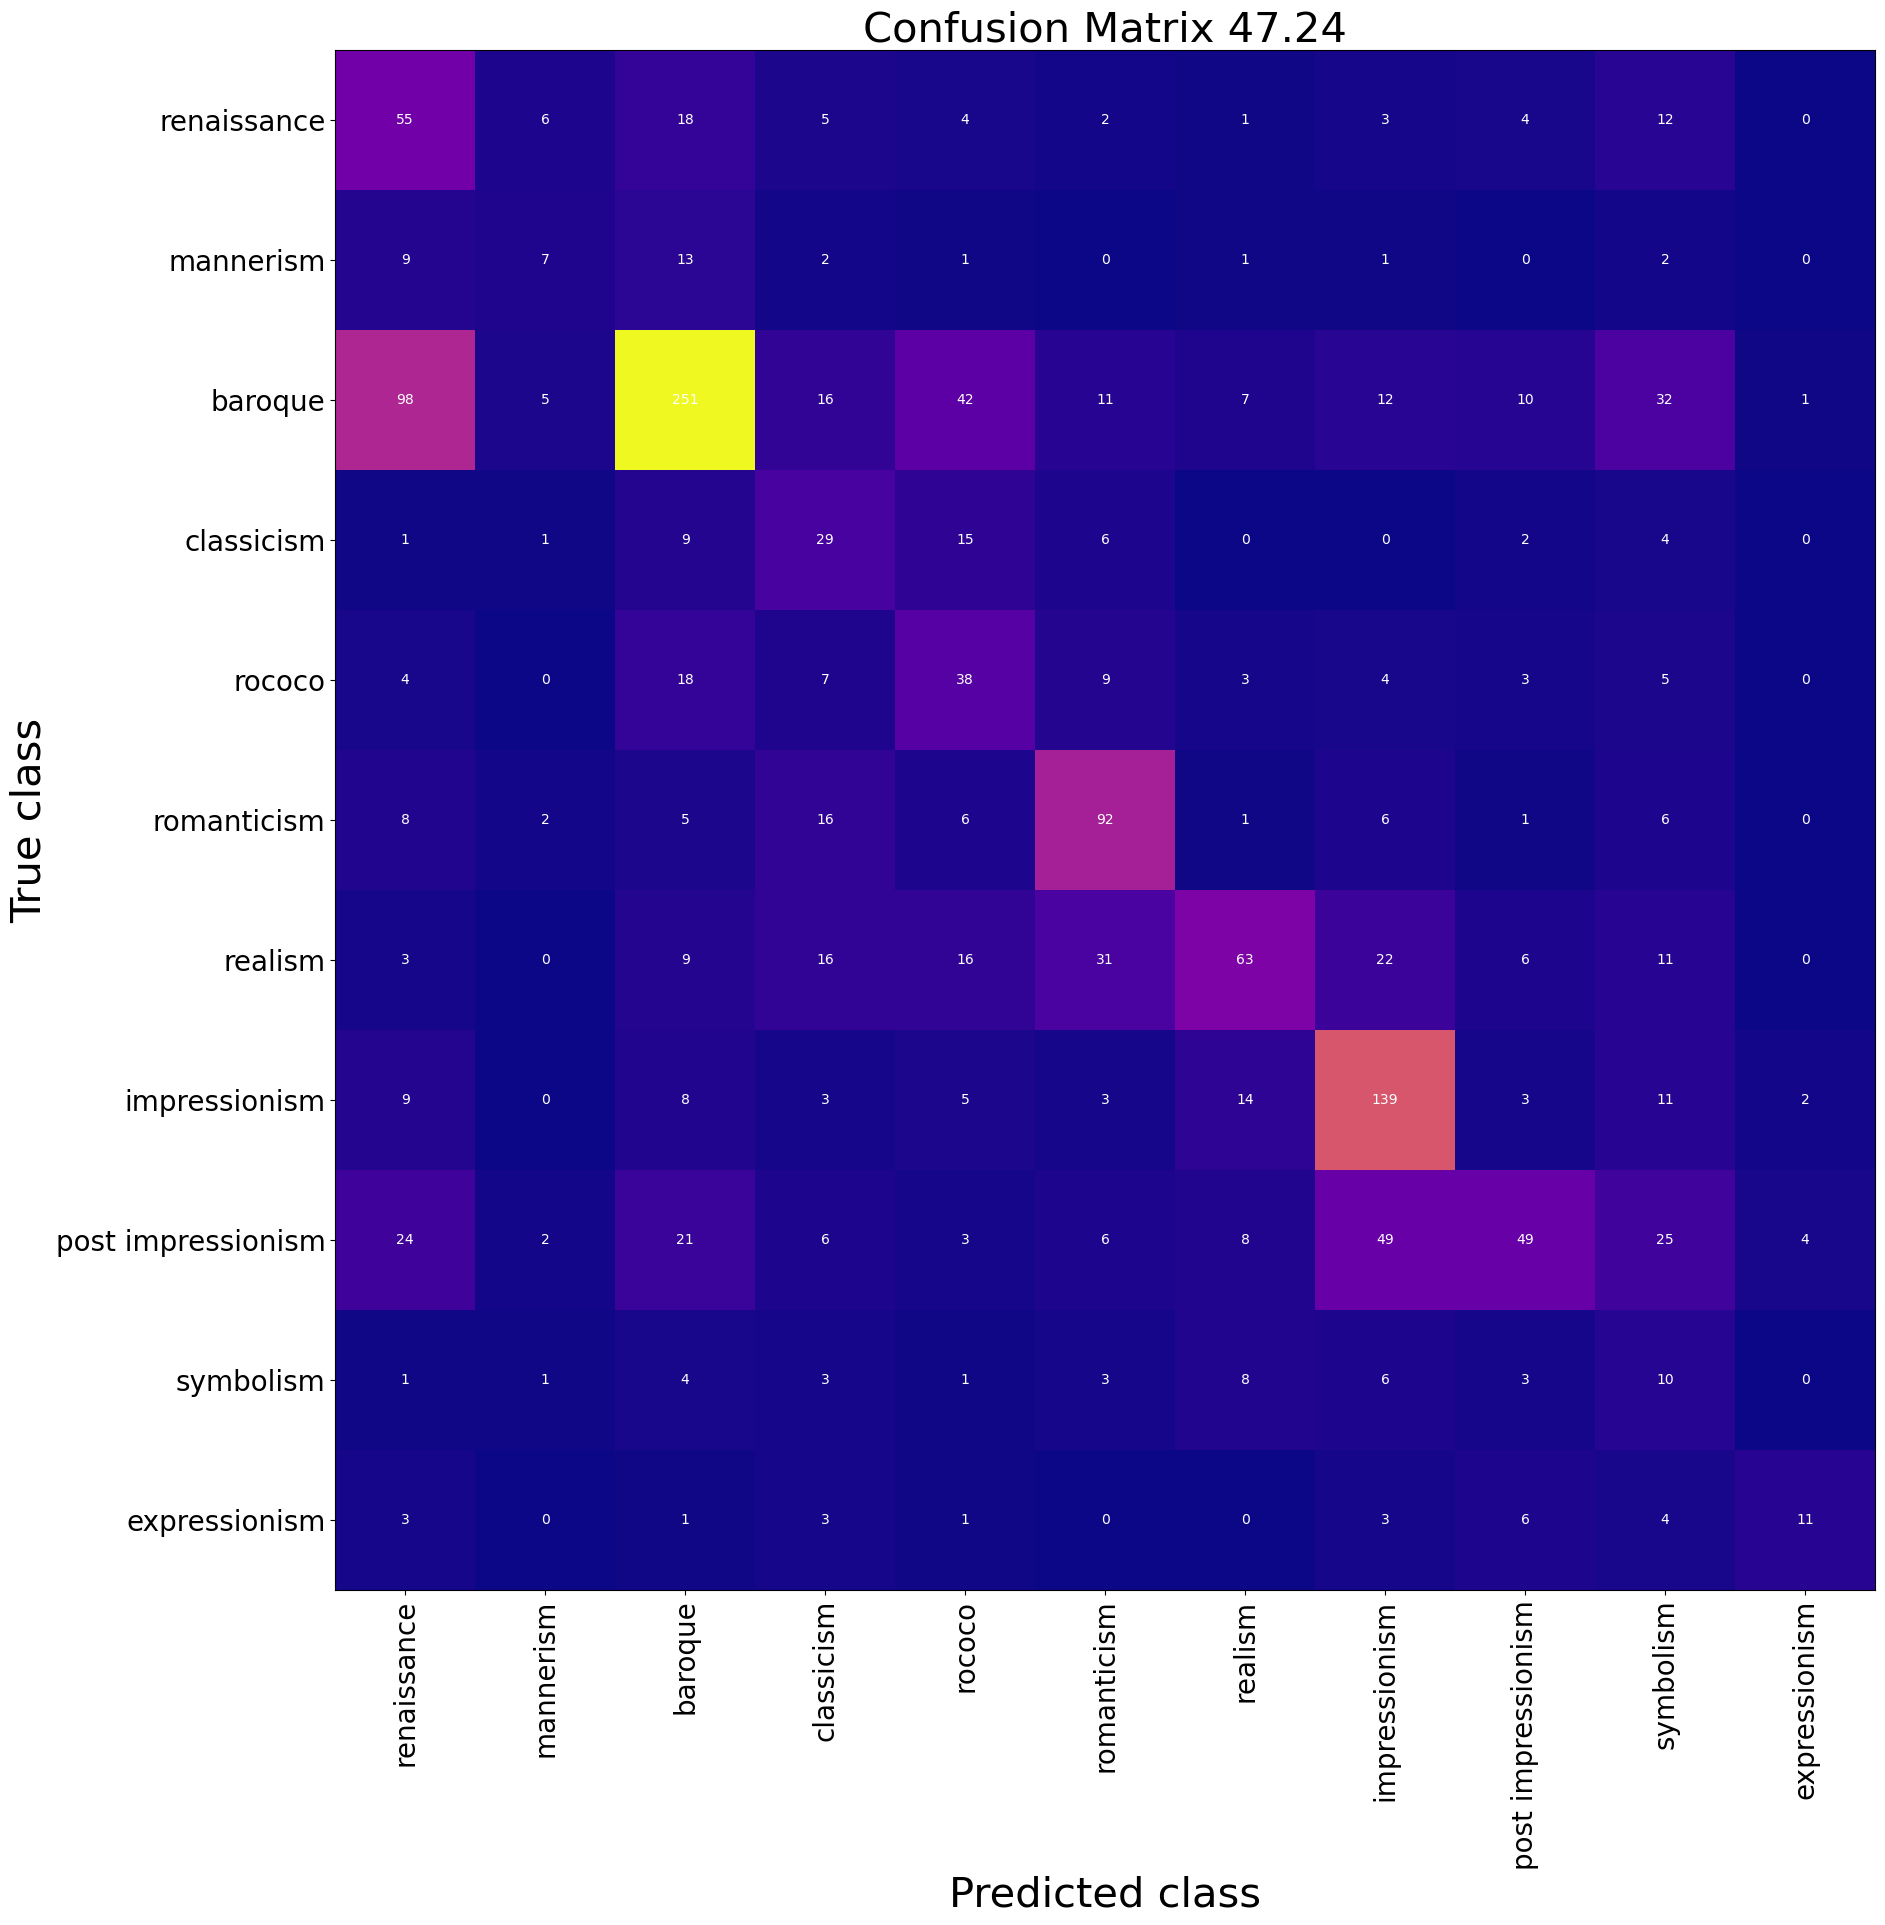 Confusion Matrix 47.24
True class
renaissance 55 6 18 5 4 2 1 3 4 12 0
mannerism 9 7 13 2 1 0 1 1 0 2 0
baroque 98 5 251 16 42 11 7 12 10 32 1
classicism 1 1 9 29 15 6 0 0 2 4 0
rococo 4 0 18 7 38 9 3 4 3 5 0
romanticism 8 2 5 16 6 92 1 6 1 6 0
realism 3 0 9 16 16 31 63 22 6 11 0
impressionism 9 0 8 3 5 3 14 139 3 11 2
post impressionism 24 2 21 6 3 6 8 49 49 25 4
symbolism 1 1 4 3 1 3 8 6 3 10 0
expressionism 3 0 1 3 1 0 0 3 6 4 11
renaissance
mannerism
baroque
classicism
rococo
romanticism
realism
impressionism
post impressionism
symbolism
expressionism
Predicted class